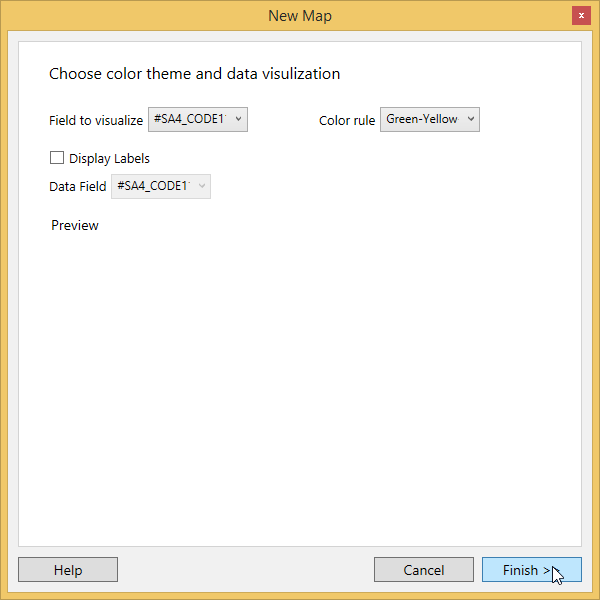 New Map
x
Choose color theme and data visulization
Field to visualize #SA4_CODE1 Color rule Green-Yellow
Display Labels
Data Field #SA4_CODE1
Preview
Help Cancel Finish >